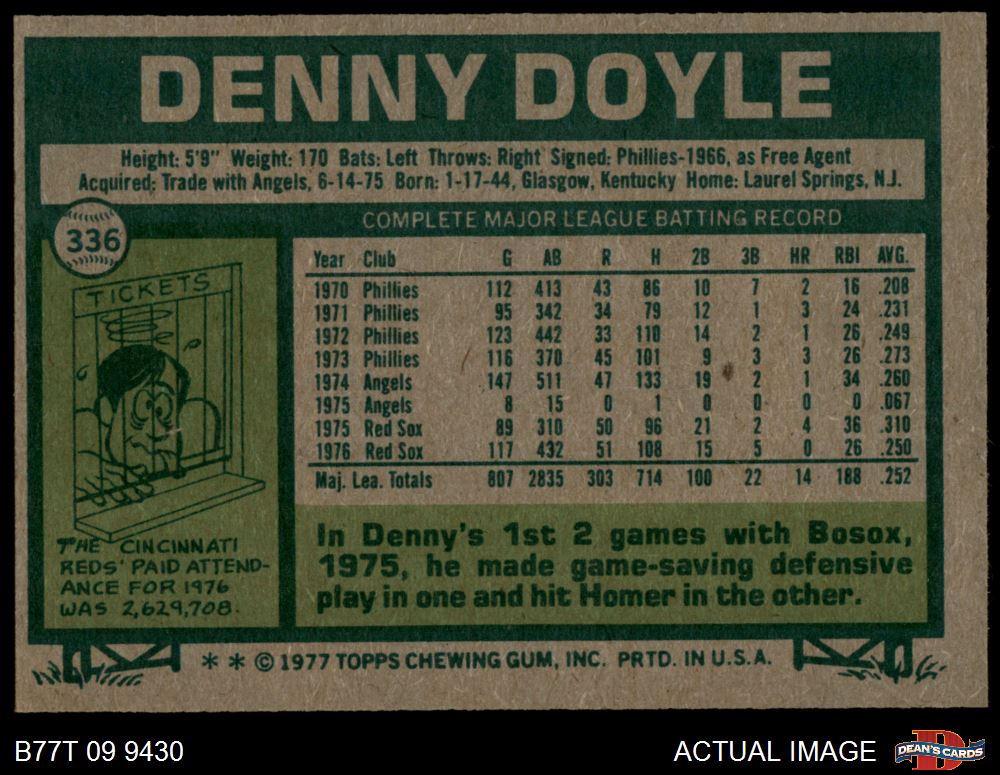 DENNY DOYLE
Height: 5'9" Weight: 170 Bats: Left Throws: Right Signed: Phillies-1966, as Free Agent
Acquired: Trade with Angels, 6-14-75 Born: 1-17-44, Glasgow, Kentucky Home: Laurel Springs, N.J.
336
TICKETS
THE CINCINNATI
REDS' PAID ATTEND-
ANCE FOR 1976
WAS 2,629,708.
COMPLETE MAJOR LEAGUE BATTING RECORD
Year Club G AB R H 2B 3B HR RBI AVG.
1970 Phillies 112 413 43 86 10 7 2 16 .208
1971 Phillies 95 342 34 79 12 1 3 24 .231
1972 Phillies 123 442 33 110 14 2 1 26 .249
1973 Phillies 116 370 45 101 9 3 3 26 .273
1974 Angels 147 511 47 133 19 2 1 34 .260
1975 Angels 8 15 0 1 0 0 0 0 .067
1975 Red Sox 89 310 50 96 21 2 4 36 .310
1976 Red Sox 117 432 51 108 15 5 0 26 .250
Maj. Lea. Totals 807 2835 303 714 100 22 14 188 .252
In Denny's 1st 2 games with Bosox,
1975, he made game-saving defensive
play in one and hit Homer in the other.
* * © 1977 TOPPS CHEWING GUM, INC. PRTD. IN U.S.A.
B77T 09 9430
ACTUAL IMAGE
D
DEAN'S CARDS